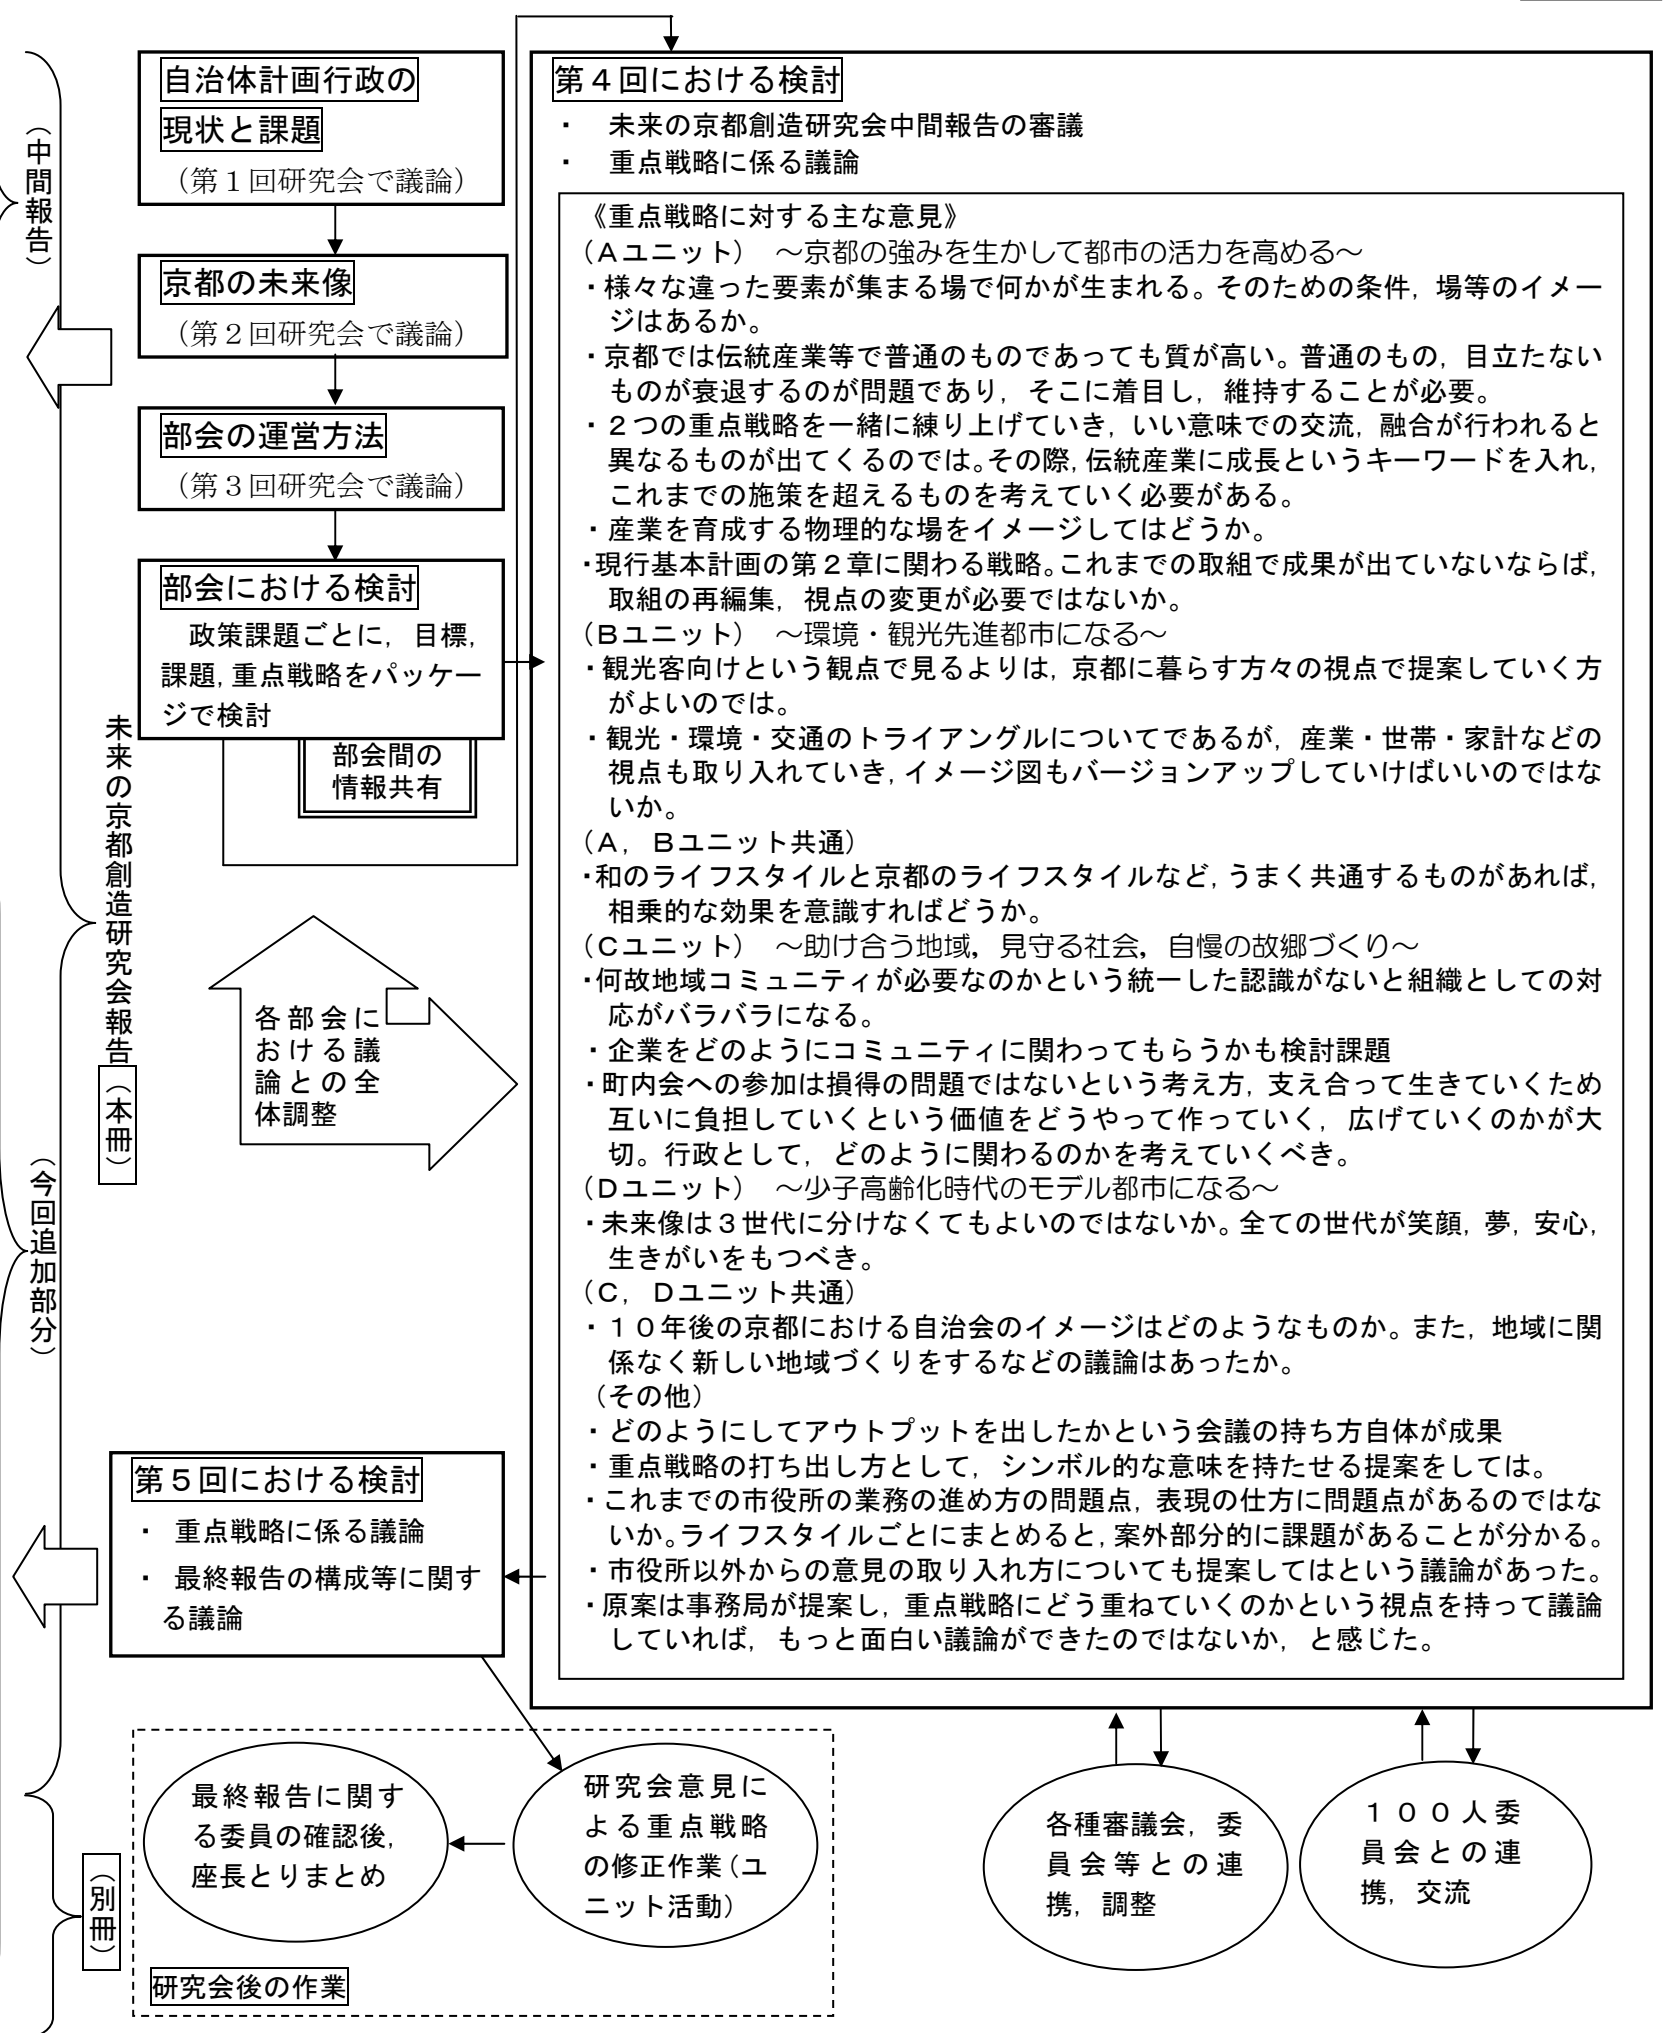 （中間報告）
自治体計画行政の
現状と課題
（第１回研究会で議論）
京都の未来像
（第２回研究会で議論）
部会の運営方法
（第３回研究会で議論）
部会における検討
政策課題ごとに，目標，
課題，重点戦略をパッケー
ジで検討
部会間の
情報共有
未来の京都創造研究会報告
（本冊）
各部会に
おける議
論との全
体調整
（今回追加部分）
第４回における検討
・　未来の京都創造研究会中間報告の審議
・　重点戦略に係る議論
《重点戦略に対する主な意見》
（Ａユニット）　～京都の強みを生かして都市の活力を高める～
・様々な違った要素が集まる場で何かが生まれる。そのための条件，場等のイメー
ジはあるか。
・京都では伝統産業等で普通のものであっても質が高い。普通のもの，目立たない
ものが衰退するのが問題であり，そこに着目し，維持することが必要。
・２つの重点戦略を一緒に練り上げていき，いい意味での交流，融合が行われると
異なるものが出てくるのでは。その際，伝統産業に成長というキーワードを入れ，
これまでの施策を超えるものを考えていく必要がある。
・産業を育成する物理的な場をイメージしてはどうか。
・現行基本計画の第２章に関わる戦略。これまでの取組で成果が出ていないならば，
取組の再編集，視点の変更が必要ではないか。
（Ｂユニット）　～環境・観光先進都市になる～
・観光客向けという観点で見るよりは，京都に暮らす方々の視点で提案していく方
がよいのでは。
・観光・環境・交通のトライアングルについてであるが，産業・世帯・家計などの
視点も取り入れていき，イメージ図もバージョンアップしていけばいいのではな
いか。
（Ａ，Ｂユニット共通）
・和のライフスタイルと京都のライフスタイルなど，うまく共通するものがあれば，
相乗的な効果を意識すればどうか。
（Ｃユニット）　～助け合う地域，見守る社会，自慢の故郷づくり～
・何故地域コミュニティが必要なのかという統一した認識がないと組織としての対
応がバラバラになる。
・企業をどのようにコミュニティに関わってもらうかも検討課題
・町内会への参加は損得の問題ではないという考え方，支え合って生きていくため
互いに負担していくという価値をどうやって作っていく，広げていくのかが大
切。行政として，どのように関わるのかを考えていくべき。
（Ｄユニット）　～少子高齢化時代のモデル都市になる～
・未来像は３世代に分けなくてもよいのではないか。全ての世代が笑顔，夢，安心，
生きがいをもつべき。
（Ｃ，Ｄユニット共通）
・１０年後の京都における自治会のイメージはどのようなものか。また，地域に関
係なく新しい地域づくりをするなどの議論はあったか。
（その他）
・どのようにしてアウトプットを出したかという会議の持ち方自体が成果
・重点戦略の打ち出し方として，シンボル的な意味を持たせる提案をしては。
・これまでの市役所の業務の進め方の問題点，表現の仕方に問題点があるのではな
いか。ライフスタイルごとにまとめると，案外部分的に課題があることが分かる。
・市役所以外からの意見の取り入れ方についても提案してはという議論があった。
・原案は事務局が提案し，重点戦略にどう重ねていくのかという視点を持って議論
していれば，もっと面白い議論ができたのではないか，と感じた。
第５回における検討
・　重点戦略に係る議論
・　最終報告の構成等に関す
る議論
最終報告に関す
る委員の確認後，
座長とりまとめ
研究会意見に
よる重点戦略
の修正作業（ユ
ニット活動）
研究会後の作業
（別冊）
各種審議会，委
員会等との連
携，調整
１００人委
員会との連
携，交流